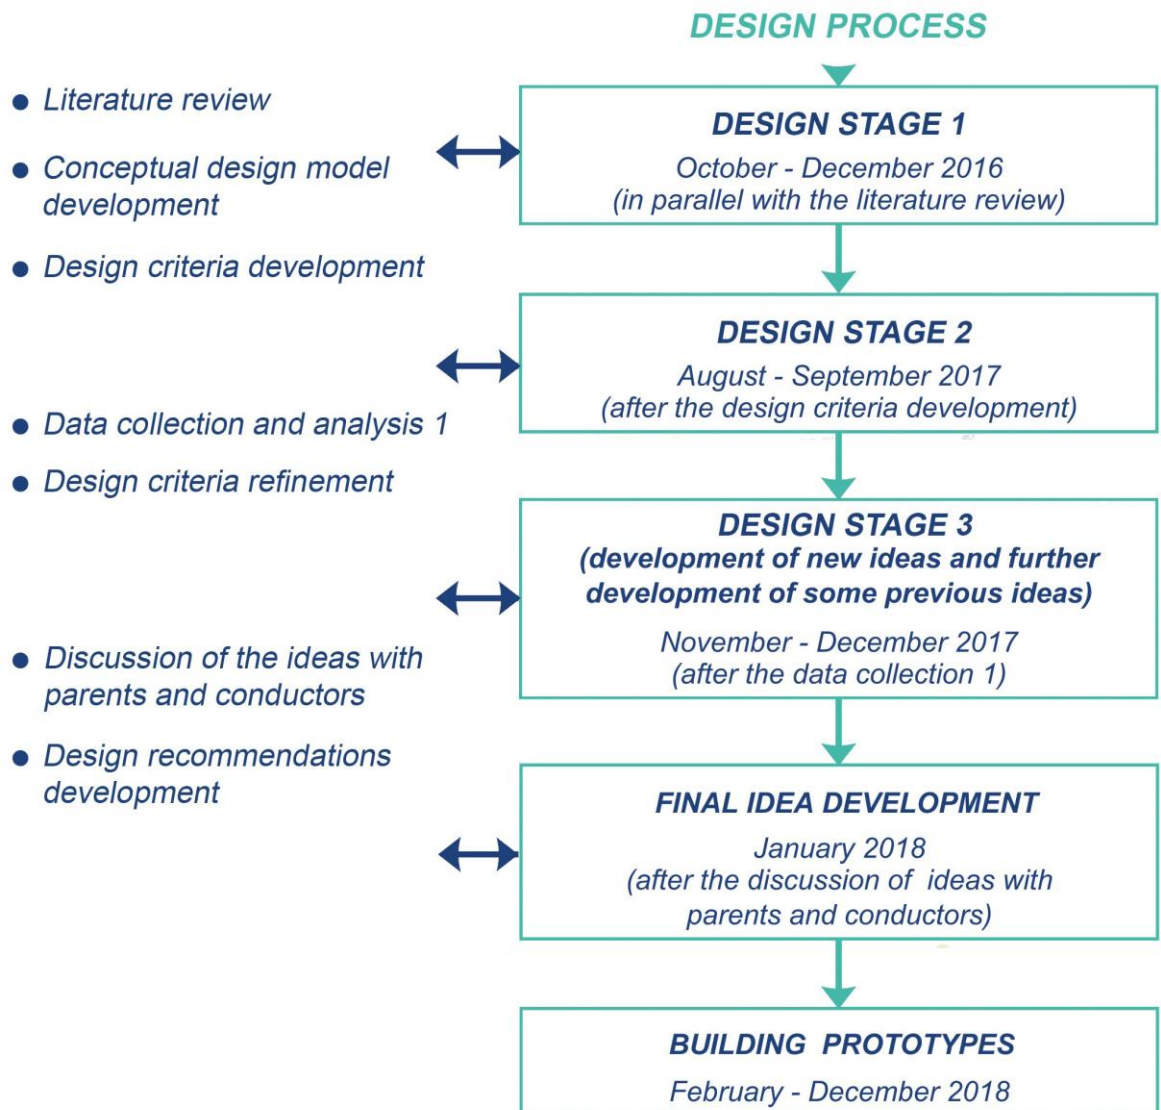 DESIGN PROCESS
● Literature review
● Conceptual design model
development
● Design criteria development
● Data collection and analysis 1
● Design criteria refinement
● Discussion of the ideas with
parents and conductors
● Design recommendations
development
DESIGN STAGE 1
October - December 2016
(in parallel with the literature review)
DESIGN STAGE 2
August - September 2017
(after the design criteria development)
DESIGN STAGE 3
(development of new ideas and further
development of some previous ideas)
November - December 2017
(after the data collection 1)
FINAL IDEA DEVELOPMENT
January 2018
(after the discussion of ideas with
parents and conductors)
BUILDING PROTOTYPES
February - December 2018